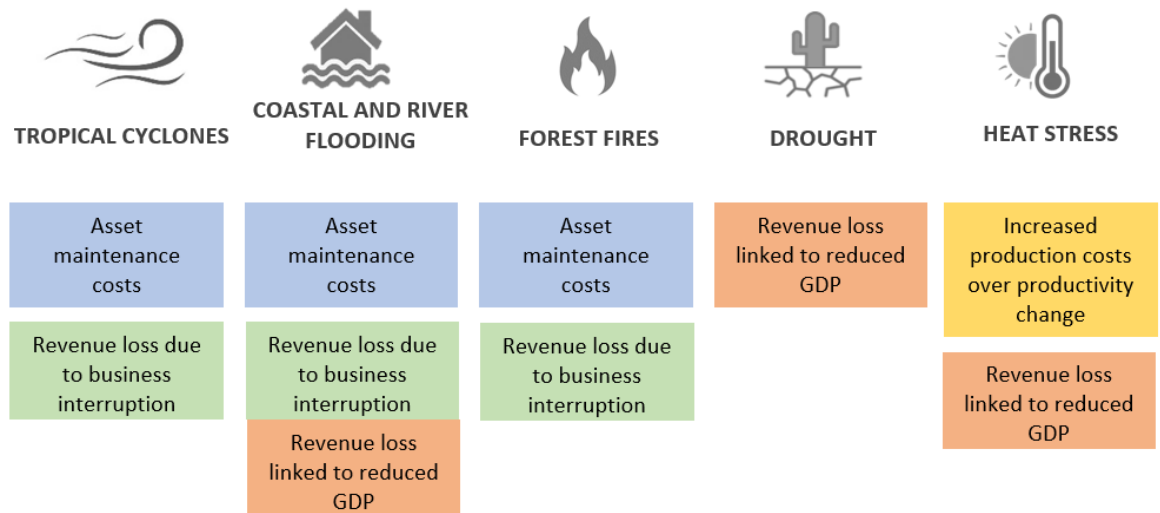 TROPICAL CYCLONES
COASTAL AND RIVER
FLOODING
FOREST FIRES
DROUGHT
HEAT STRESS
Asset
maintenance
costs
Revenue loss due
to business
interruption
Asset
maintenance
costs
Revenue loss due
to business
interruption
Revenue loss
linked to reduced
GDP
Asset
maintenance
costs
Revenue loss due
to business
interruption
Revenue loss
linked to reduced
GDP
Increased
production costs
over productivity
change
Revenue loss
linked to reduced
GDP